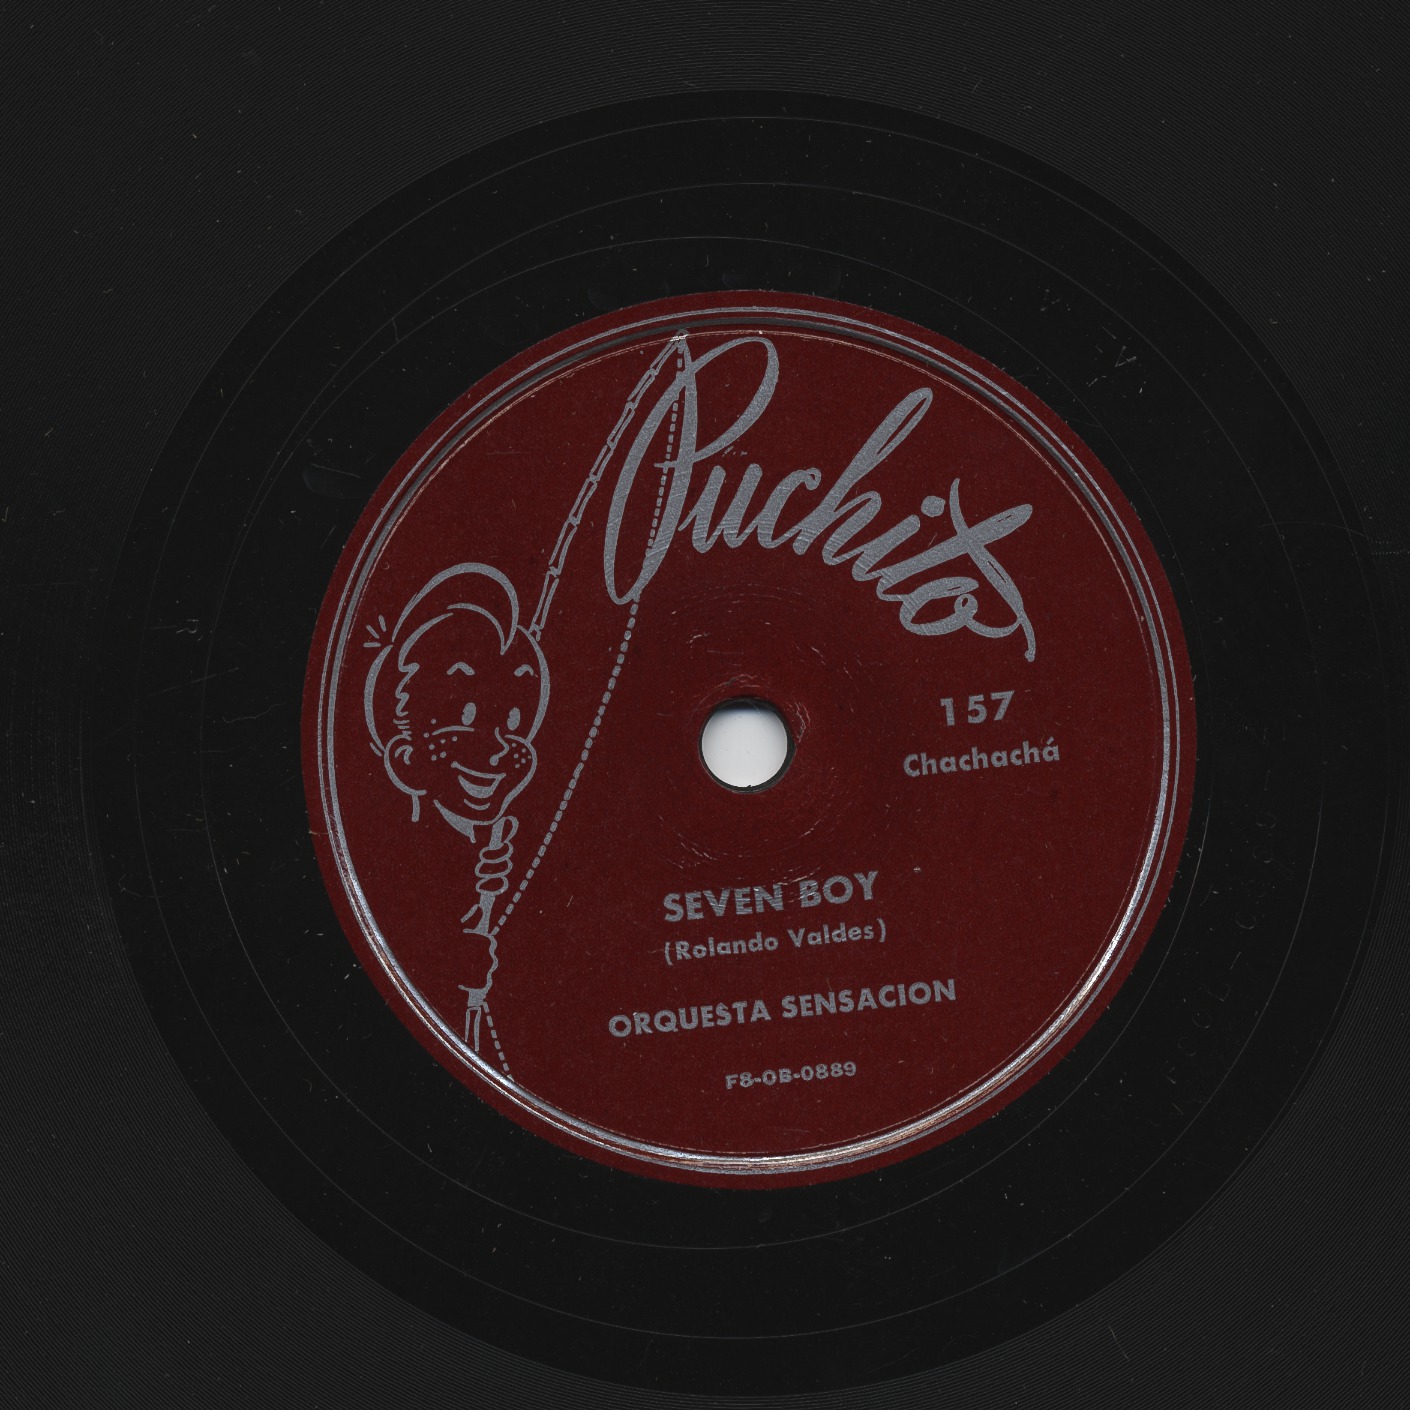 Puchito
157
Chachachá
SEVEN BOY
(Rolando Valdes)
ORQUESTA SENSACION
F8-OB-0889